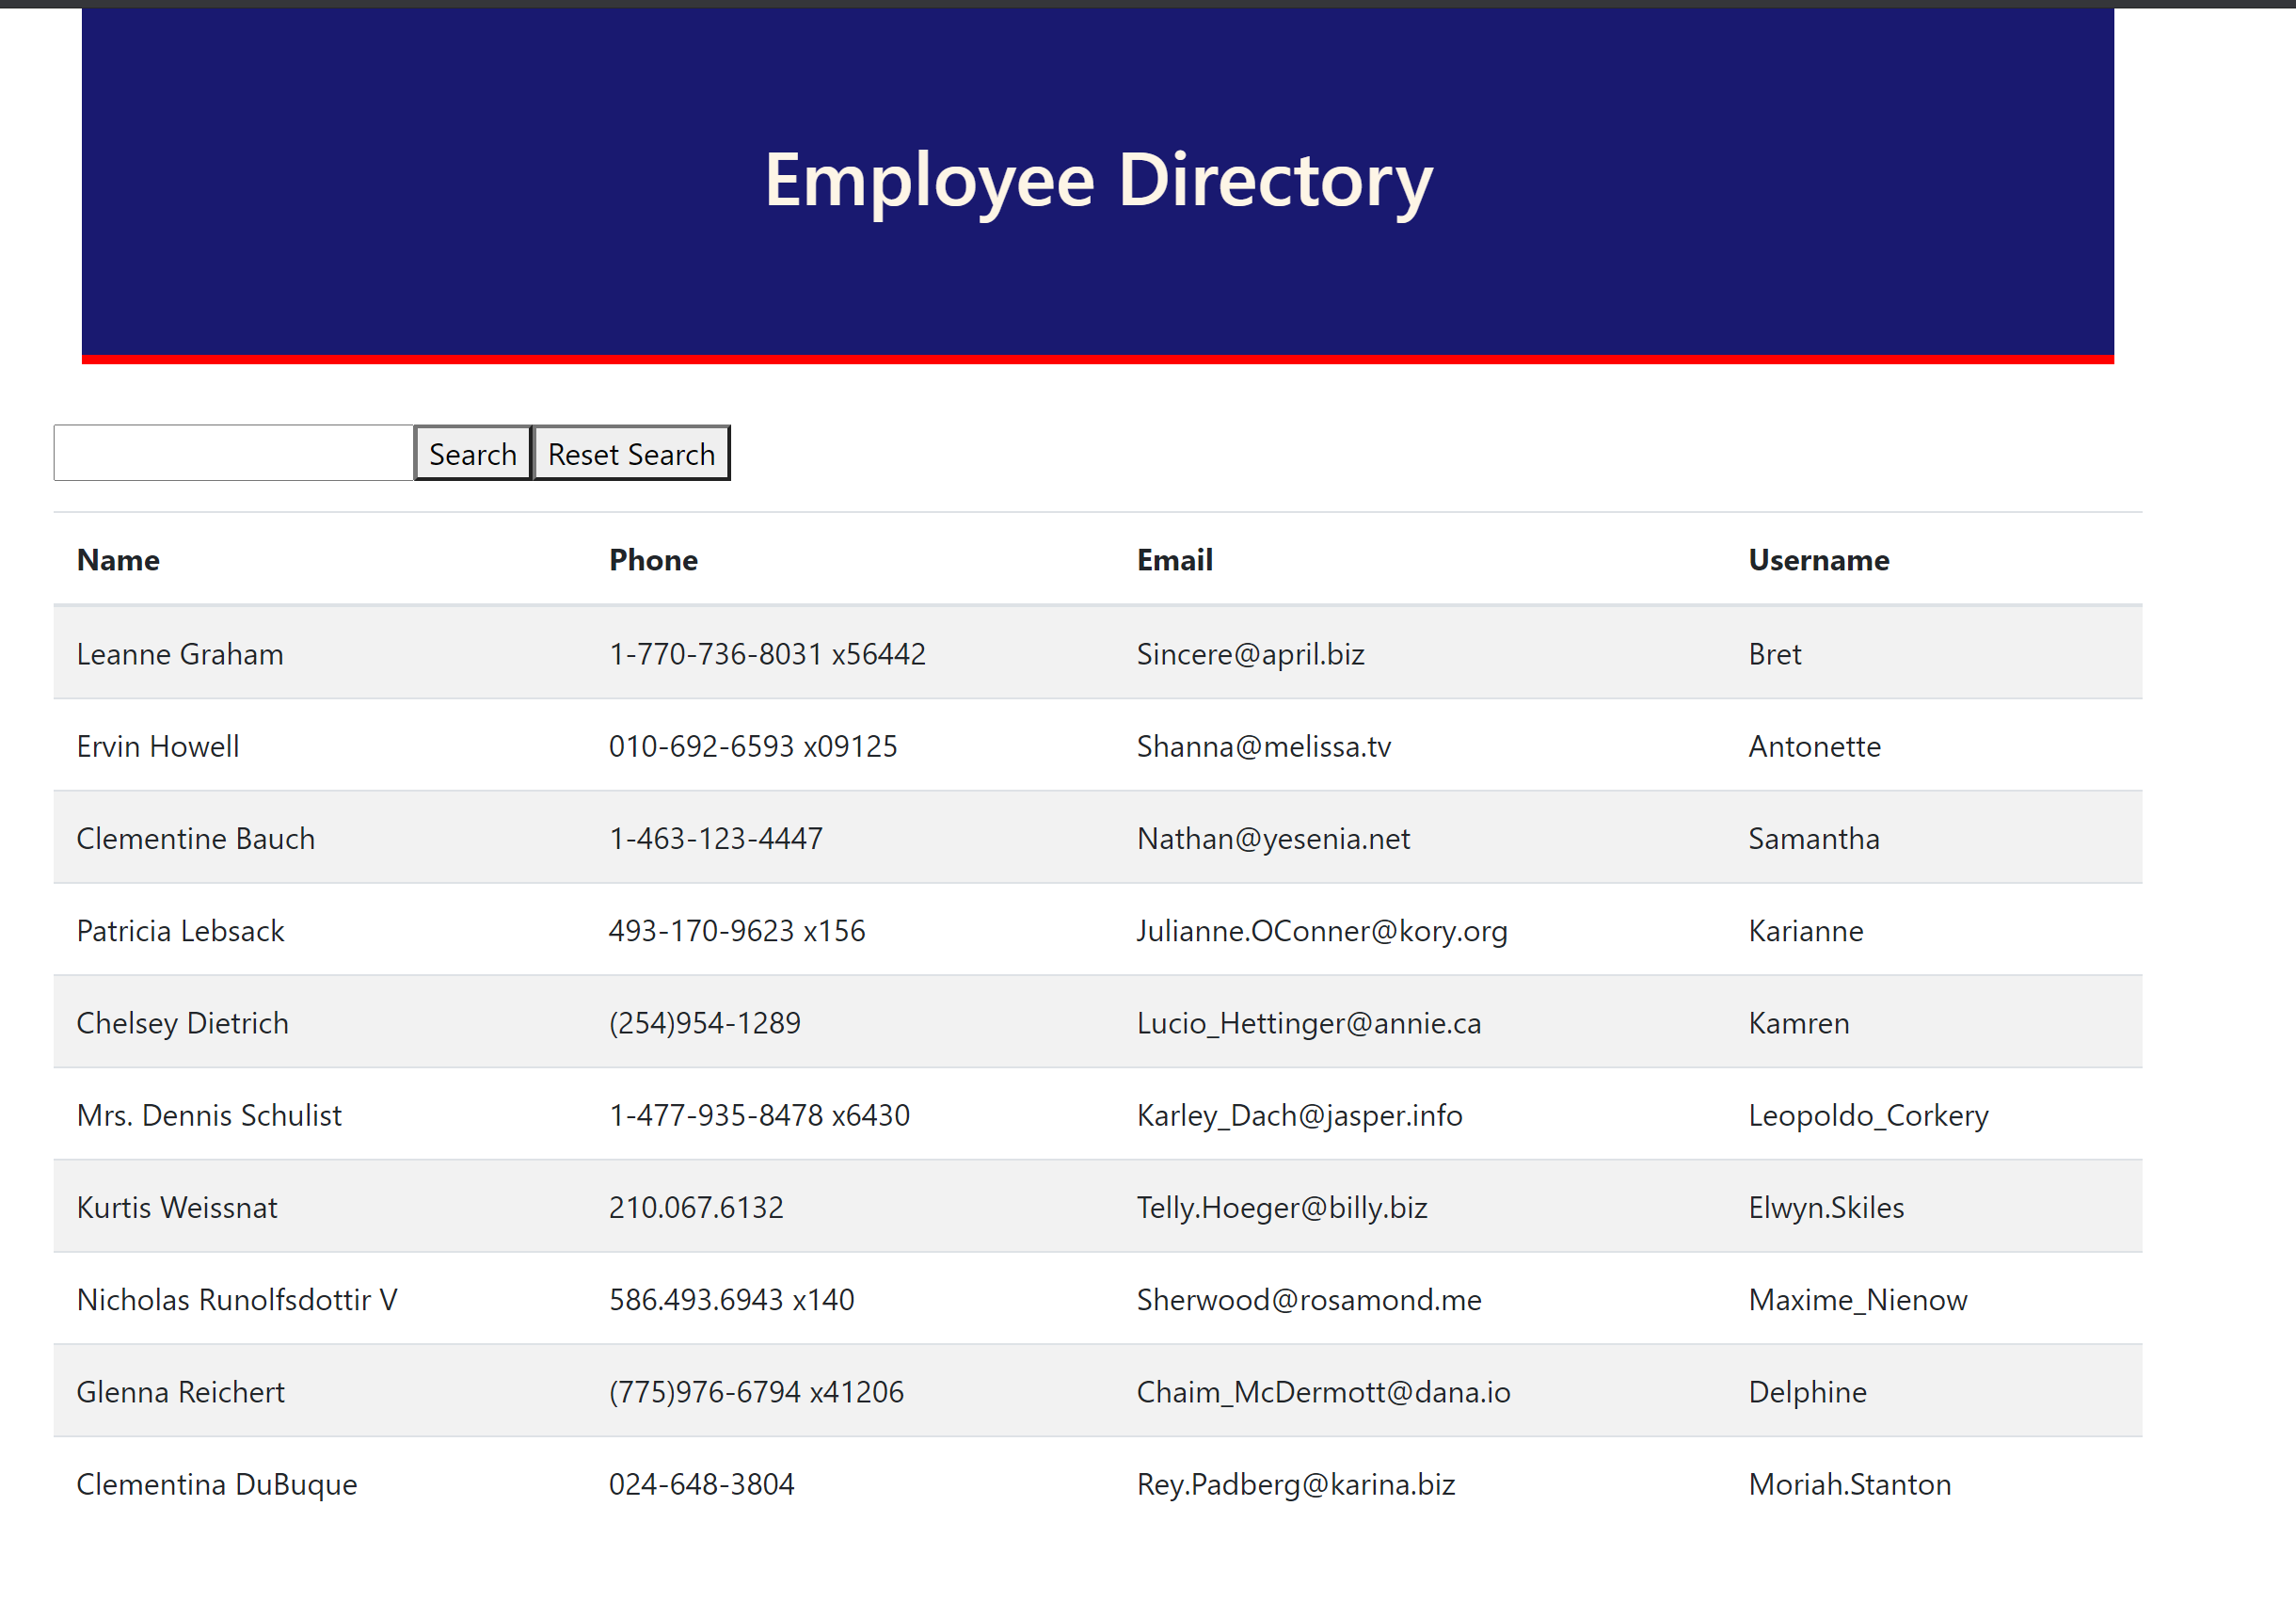 Employee Directory
Search Reset Search
Name Phone Email Username
Leanne Graham 1-770-736-8031 x56442 Sincere@april.biz Bret
Ervin Howell 010-692-6593 x09125 Shanna@melissa.tv Antonette
Clementine Bauch 1-463-123-4447 Nathan@yesenia.net Samantha
Patricia Lebsack 493-170-9623 x156 Julianne.OConner@kory.org Karianne
Chelsey Dietrich (254)954-1289 Lucio_Hettinger@annie.ca Kamren
Mrs. Dennis Schulist 1-477-935-8478 x6430 Karley_Dach@jasper.info Leopoldo_Corkery
Kurtis Weissnat 210.067.6132 Telly.Hoeger@billy.biz Elwyn.Skiles
Nicholas Runolfsdottir V 586.493.6943 x140 Sherwood@rosamond.me Maxime_Nienow
Glenna Reichert (775)976-6794 x41206 Chaim_McDermott@dana.io Delphine
Clementina DuBuque 024-648-3804 Rey.Padberg@karina.biz Moriah.Stanton